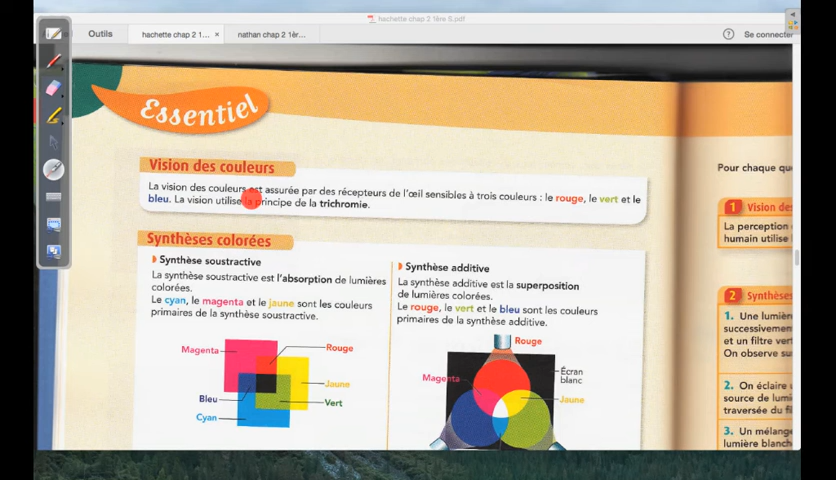 hachette chap 2 1ère S.pdf
Outils
hachette chap 2 1... ×
nathan chap 2 1èr...
? Se connecter
Essentiel
Vision des couleurs
La vision des couleurs est assurée par des récepteurs de l'œil sensibles à trois couleurs : le rouge, le vert et le
bleu. La vision utilise le principe de la trichromie.
Synthèses colorées
Synthèse soustractive
La synthèse soustractive est l'absorption de lumières
colorées.
Le cyan, le magenta et le jaune sont les couleurs
primaires de la synthèse soustractive.
Magenta
Rouge
Jaune
Bleu
Vert
Cyan
Synthèse additive
La synthèse additive est la superposition
de lumières colorées.
Le rouge, le vert et le bleu sont les couleurs
primaires de la synthèse additive.
Rouge
Magenta
Écran
blanc
Jaune
Pour chaque que
1 Vision des
La perception
humain utilise
2 Synthèses
1. Une lumière
successivement
et un filtre vert
On observe su
2. On éclaire
source de lumi
traversée du fi
3. Un mélange
lumière blanche